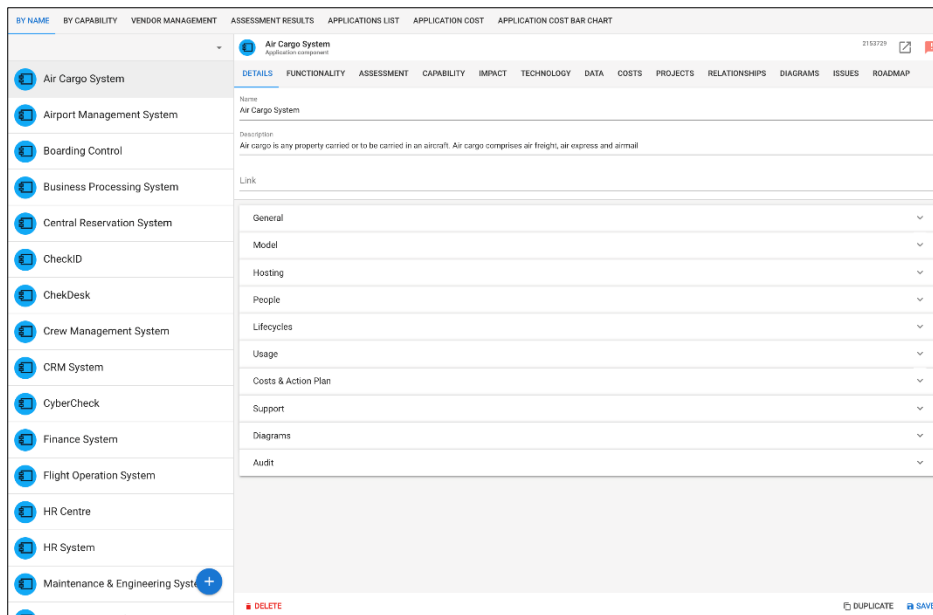 BY NAME BY CAPABILITY VENDOR MANAGEMENT ASSESSMENT RESULTS APPLICATIONS LIST APPLICATION COST APPLICATION COST BAR CHART
Air Cargo System
Airport Management System
Boarding Control
Business Processing System
Central Reservation System
CheckID
ChekDesk
Crew Management System
CRM System
CyberCheck
Finance System
Flight Operation System
HR Centre
HR System
Maintenance & Engineering Syst
Air Cargo System
Application component
2153729
DETAILS FUNCTIONALITY ASSESSMENT CAPABILITY IMPACT TECHNOLOGY DATA COSTS PROJECTS RELATIONSHIPS DIAGRAMS ISSUES ROADMAP
Name
Air Cargo System
Description
Air cargo is any property carried or to be carried in an aircraft. Air cargo comprises air freight, air express and airmail
Link
General
Model
Hosting
People
Lifecycles
Usage
Costs & Action Plan
Support
Diagrams
Audit
DELETE DUPLICATE SAVE